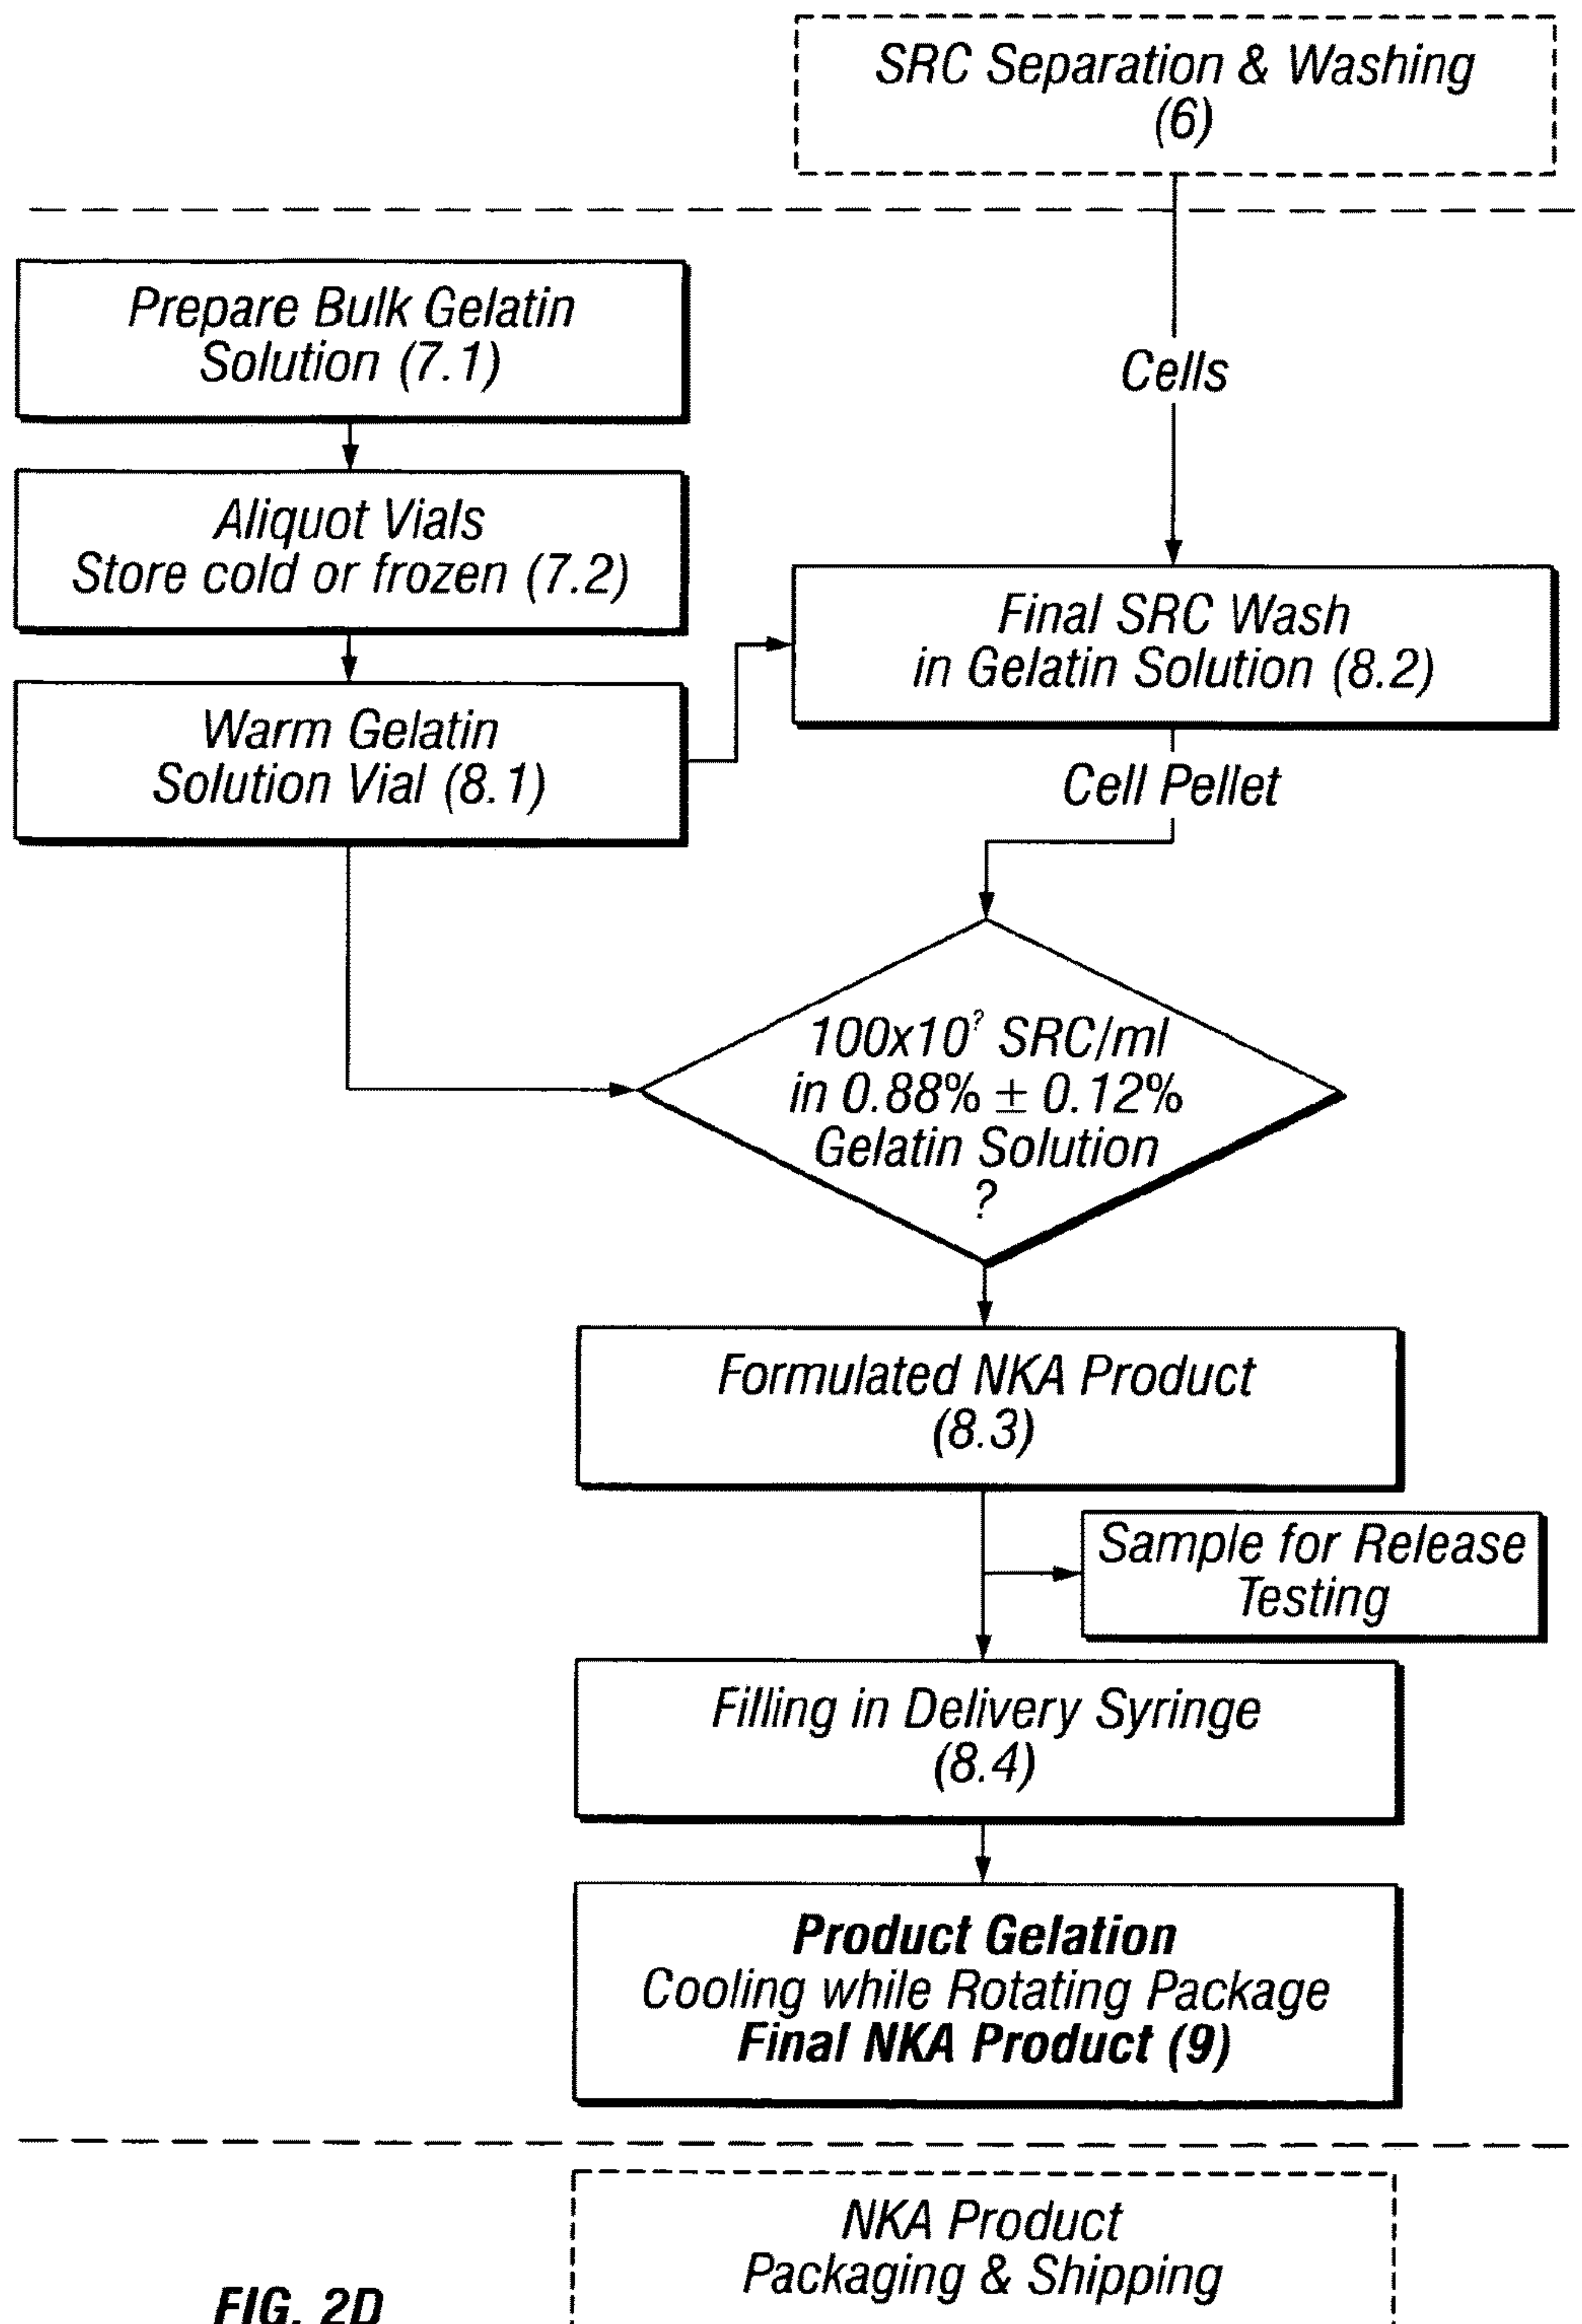 SRC Separation & Washing
(6)
Prepare Bulk Gelatin
Solution (7.1)
Cells
Aliquot Vials
Store cold or frozen (7.2)
Final SRC Wash
in Gelatin Solution (8.2)
Warm Gelatin
Solution Vial (8.1)
Cell Pellet
100x10? SRC/ml
in 0.88% ± 0.12%
Gelatin Solution
?
Formulated NKA Product
(8.3)
Sample for Release
Testing
Filling in Delivery Syringe
(8.4)
Product Gelation
Cooling while Rotating Package
Final NKA Product (9)
NKA Product
Packaging & Shipping
FIG. 2D